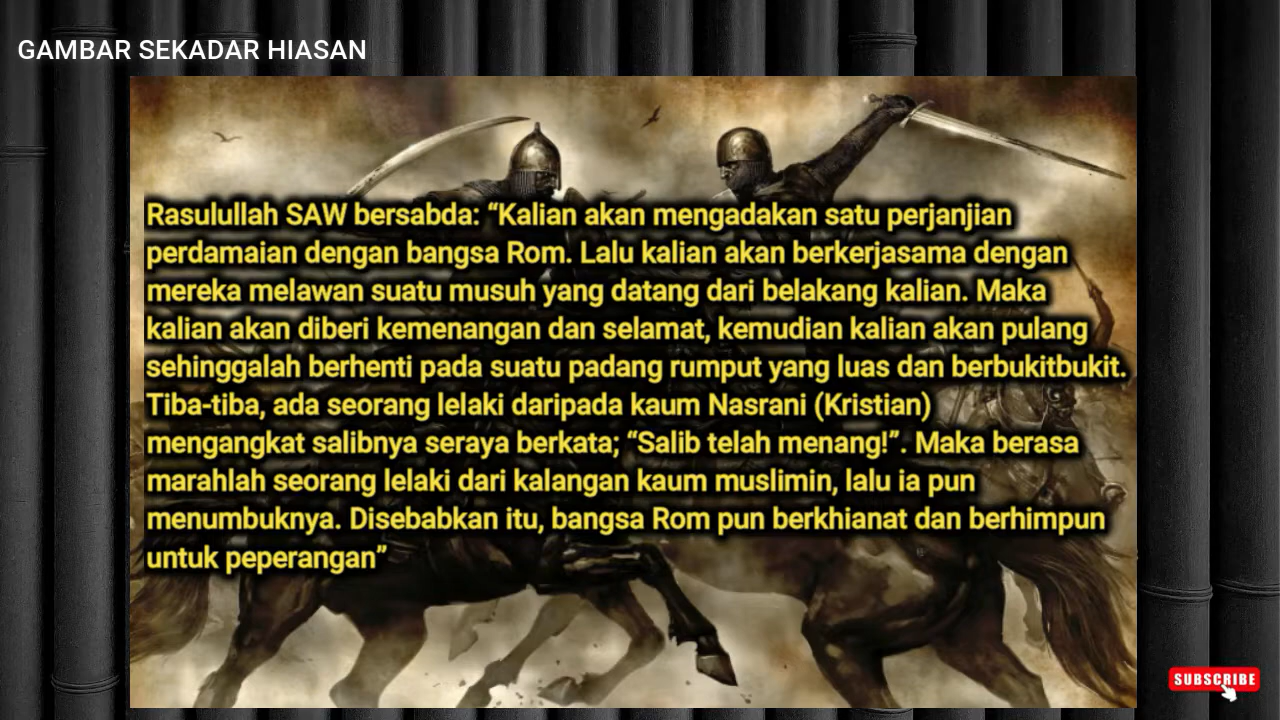 GAMBAR SEKADAR HIASAN
Rasulullah SAW bersabda: “Kalian akan mengadakan satu perjanjian
perdamaian dengan bangsa Rom. Lalu kalian akan berkerjasama dengan
mereka melawan suatu musuh yang datang dari belakang kalian. Maka
kalian akan diberi kemenangan dan selamat, kemudian kalian akan pulang
sehinggalah berhenti pada suatu padang rumput yang luas dan berbukitbukit.
Tiba-tiba, ada seorang lelaki daripada kaum Nasrani (Kristian)
mengangkat salibnya seraya berkata; “Salib telah menang!”. Maka berasa
marahlah seorang lelaki dari kalangan kaum muslimin, lalu ia pun
menumbuknya. Disebabkan itu, bangsa Rom pun berkhianat dan berhimpun
untuk peperangan”
SUBSCRIBE